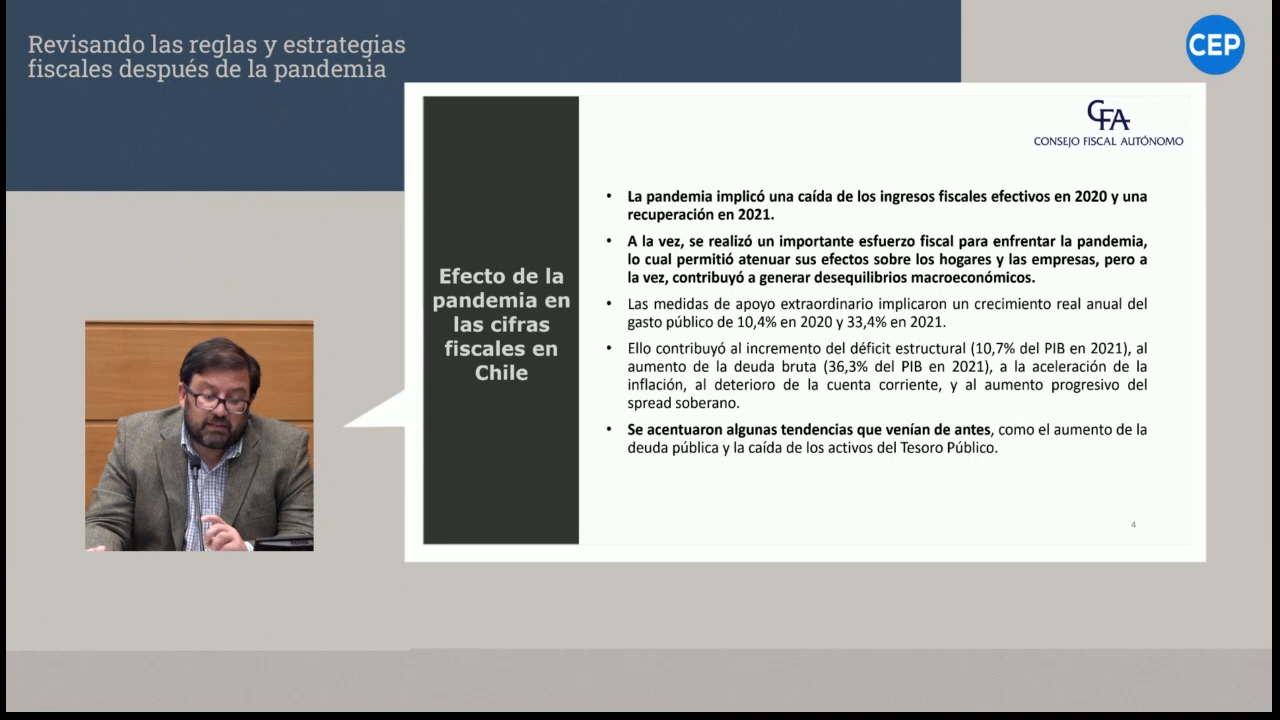 Revisando las reglas y estrategias
fiscales después de la pandemia
CEP
CFA
CONSEJO FISCAL AUTÓNOMO
Efecto de la
pandemia en
las cifras
fiscales en
Chile
• La pandemia implicó una caída de los ingresos fiscales efectivos en 2020 y una
recuperación en 2021.
• A la vez, se realizó un importante esfuerzo fiscal para enfrentar la pandemia,
lo cual permitió atenuar sus efectos sobre los hogares y las empresas, pero a
la vez, contribuyó a generar desequilibrios macroeconómicos.
• Las medidas de apoyo extraordinario implicaron un crecimiento real anual del
gasto público de 10,4% en 2020 y 33,4% en 2021.
• Ello contribuyó al incremento del déficit estructural (10,7% del PIB en 2021), al
aumento de la deuda bruta (36,3% del PIB en 2021), a la aceleración de la
inflación, al deterioro de la cuenta corriente, y al aumento progresivo del
spread soberano.
• Se acentuaron algunas tendencias que venían de antes, como el aumento de la
deuda pública y la caída de los activos del Tesoro Público.
4